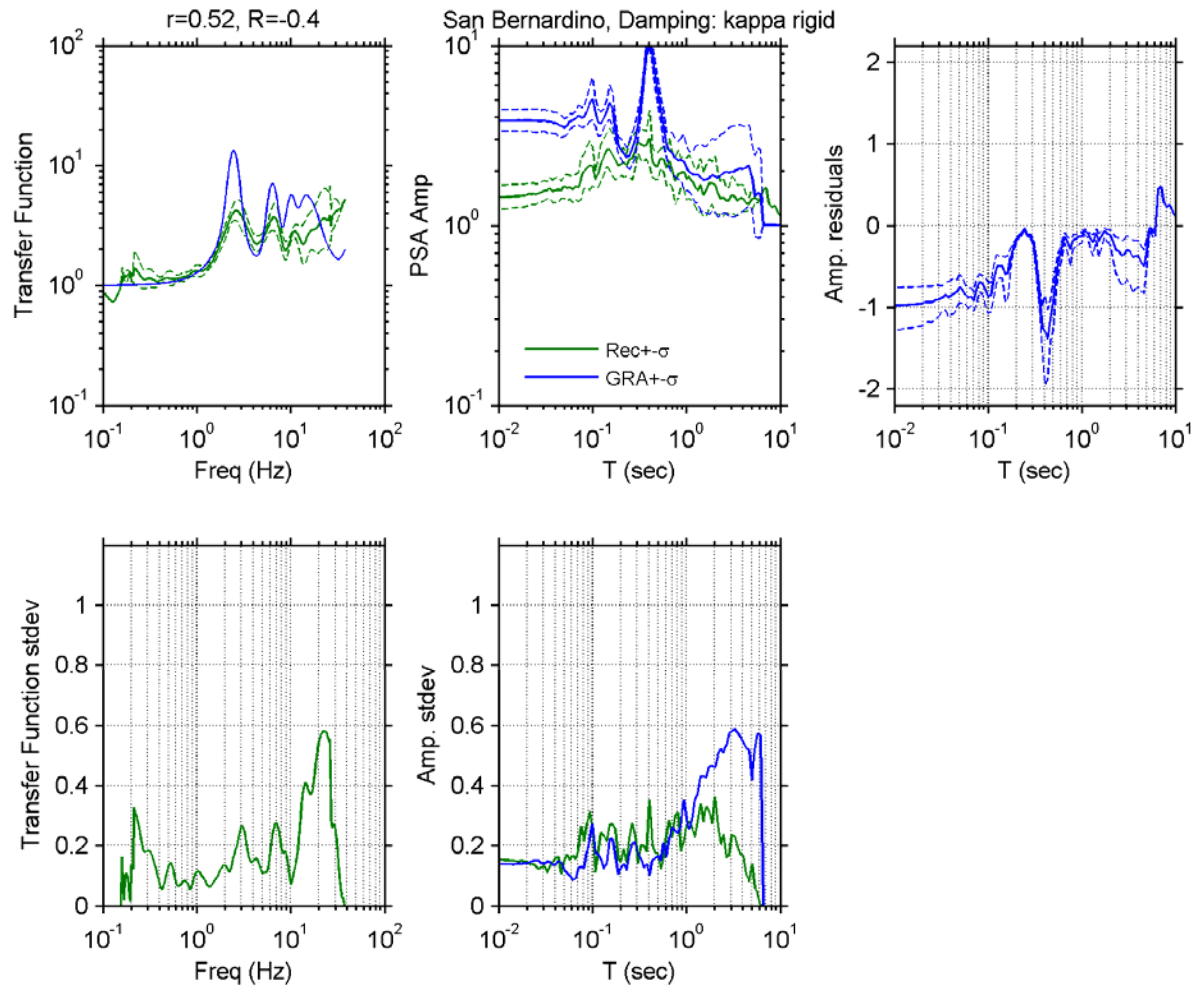 r=0.52, R=-0.4
San Bernardino, Damping: kappa rigid
Transfer Function
10^2
10^1
10^0
10^-1
10^-1 10^0 10^1 10^2
Freq (Hz)
PSA Amp
10^1
10^0
10^-1
Rec+-σ
GRA+-σ
10^-2 10^-1 10^0 10^1
T (sec)
Amp. residuals
2
1
0
-1
-2
10^-2 10^-1 10^0 10^1
T (sec)
Transfer Function stdev
1
0.8
0.6
0.4
0.2
0
10^-1 10^0 10^1 10^2
Freq (Hz)
Amp. stdev
1
0.8
0.6
0.4
0.2
0
10^-2 10^-1 10^0 10^1
T (sec)